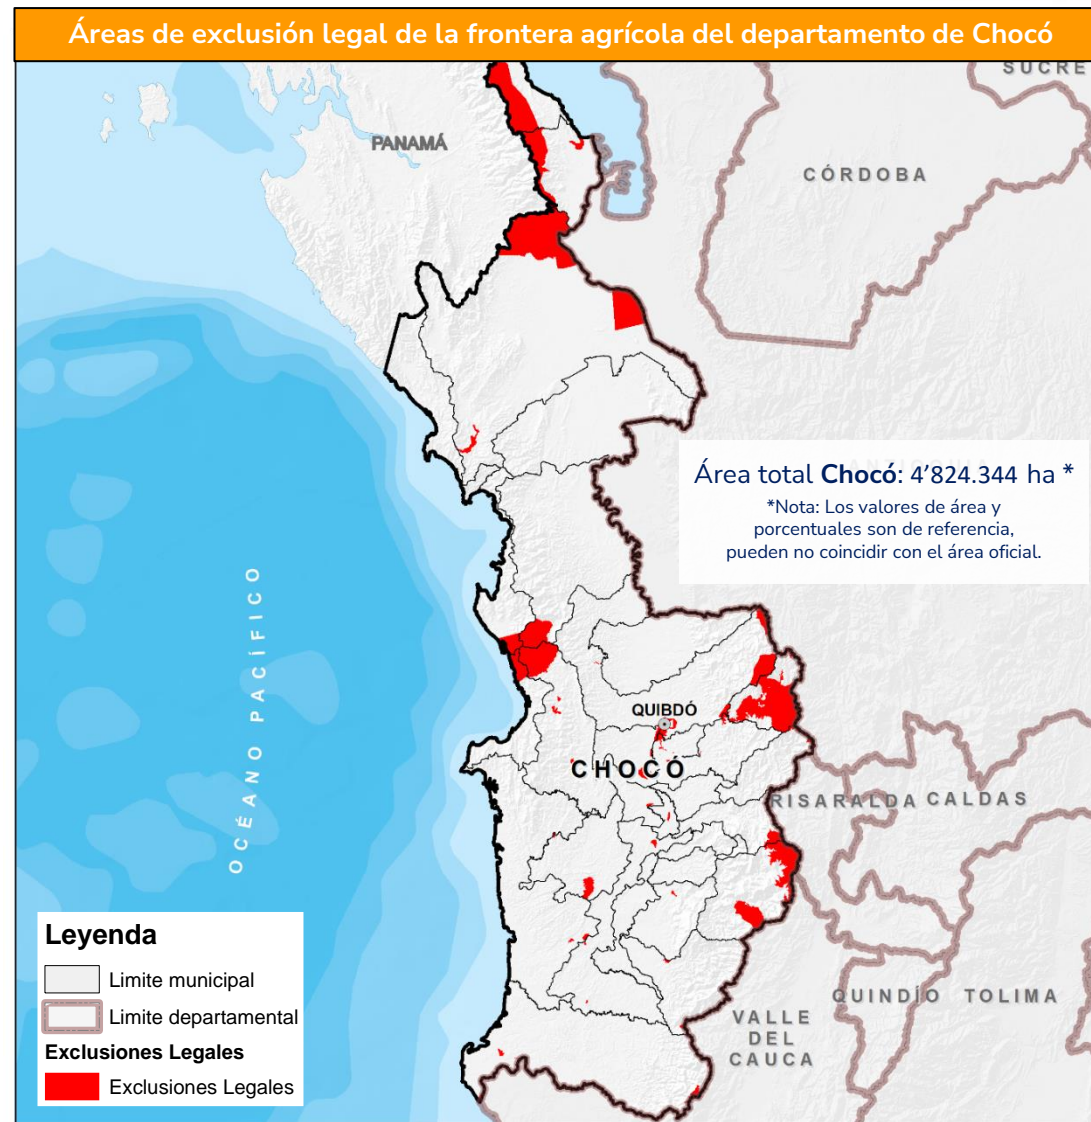 Áreas de exclusión legal de la frontera agrícola del departamento de Chocó
SUCRE
PANAMÁ
CÓRDOBA
Área total Chocó: 4’824.344 ha *
*Nota: Los valores de área y
porcentuales son de referencia,
pueden no coincidir con el área oficial.
OCÉANO PACÍFICO
QUIBDÓ
CHOCÓ
RISARALDA
CALDAS
QUINDÍO
TOLIMA
VALLE
DEL
CAUCA
Leyenda
Limite municipal
Limite departamental
Exclusiones Legales
Exclusiones Legales